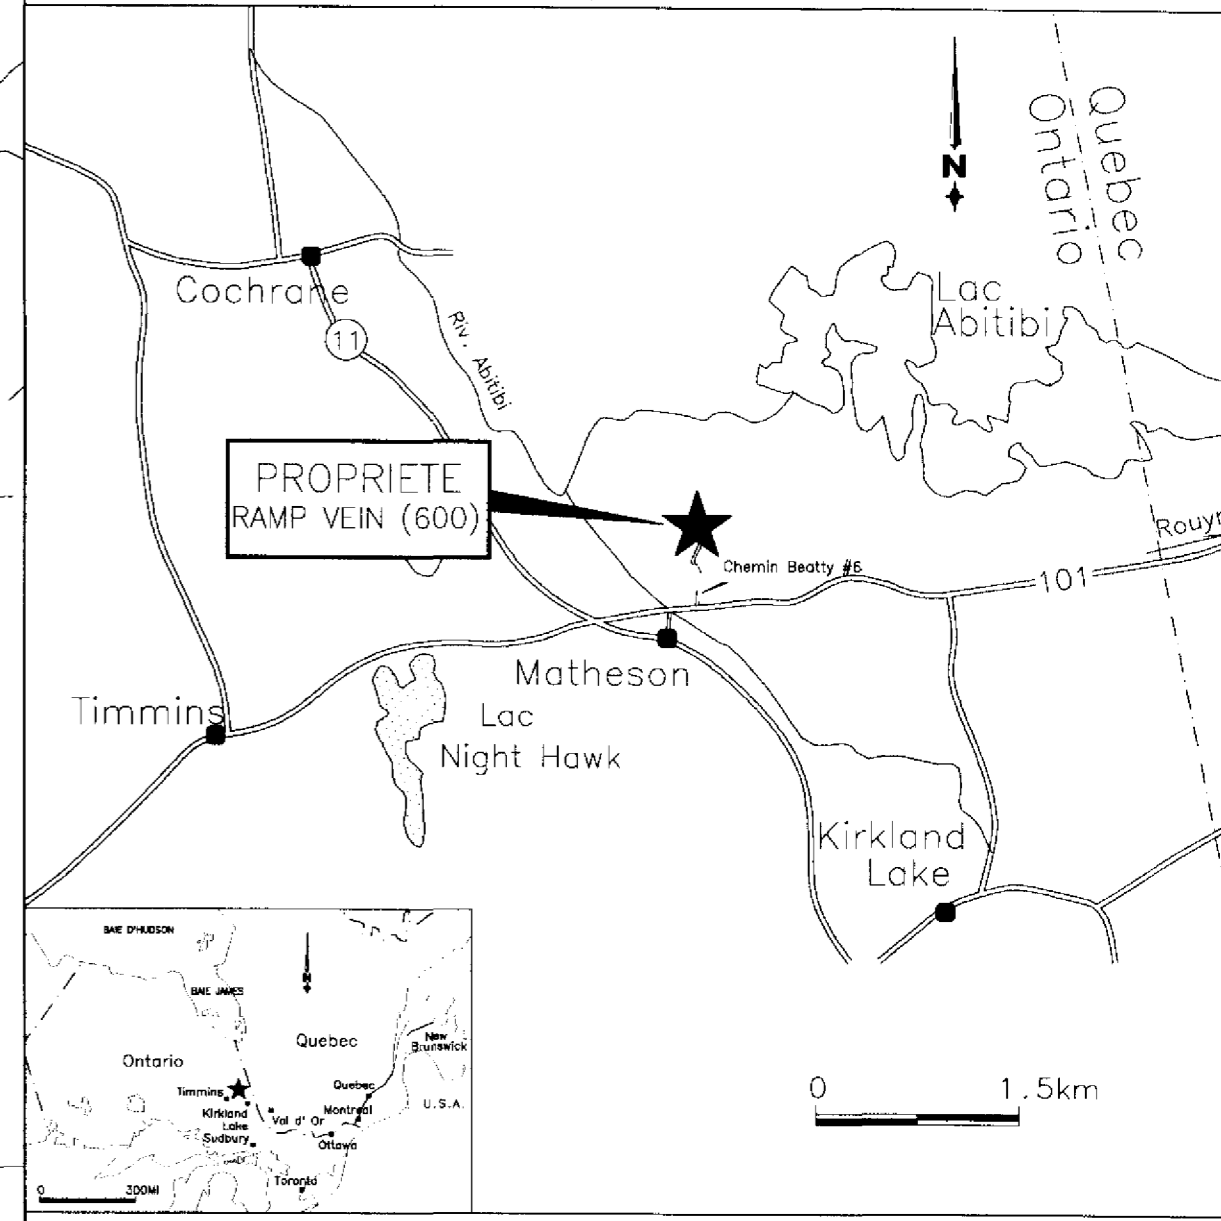 Quebec
Ontario
N
Cochrane
11
Riv. Abitibi
Lac
Abitibi
PROPRIETE
RAMP VEIN (600)
Chemin Beatty #6
101
Matheson
Timmins
Lac
Night Hawk
Kirkland
Lake
0 1.5km
BAIE D'HUDSON
BAIE JAMES
N
Quebec
Ontario
New
Brunswick
Timmins
Kirkland
Lake
Sudbury
Val d' Or
Quebec
Montreal
Ottawa
U.S.A.
Toronto
0 300MI